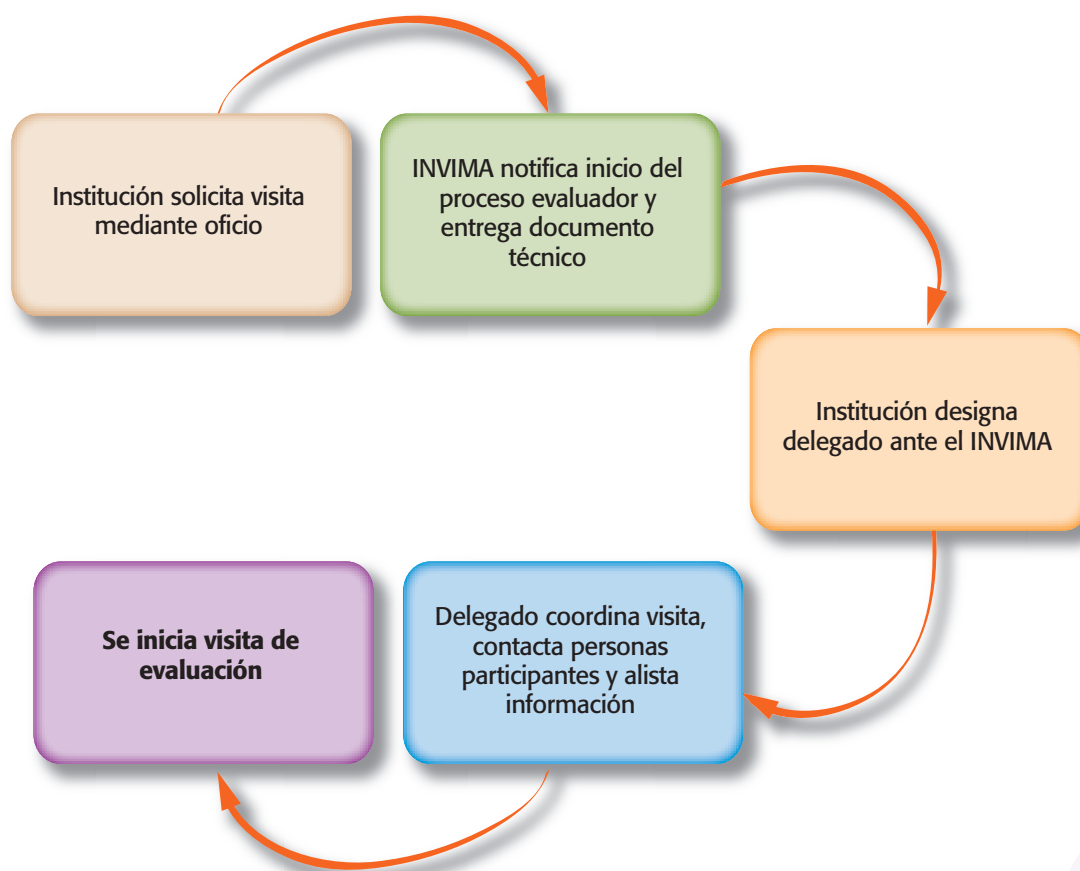 Institución solicita visita
mediante oficio
INVIMA notifica inicio del
proceso evaluador y
entrega documento
técnico
Institución designa
delegado ante el INVIMA
Delegado coordina visita,
contacta personas
participantes y alista
información
Se inicia visita de
evaluación